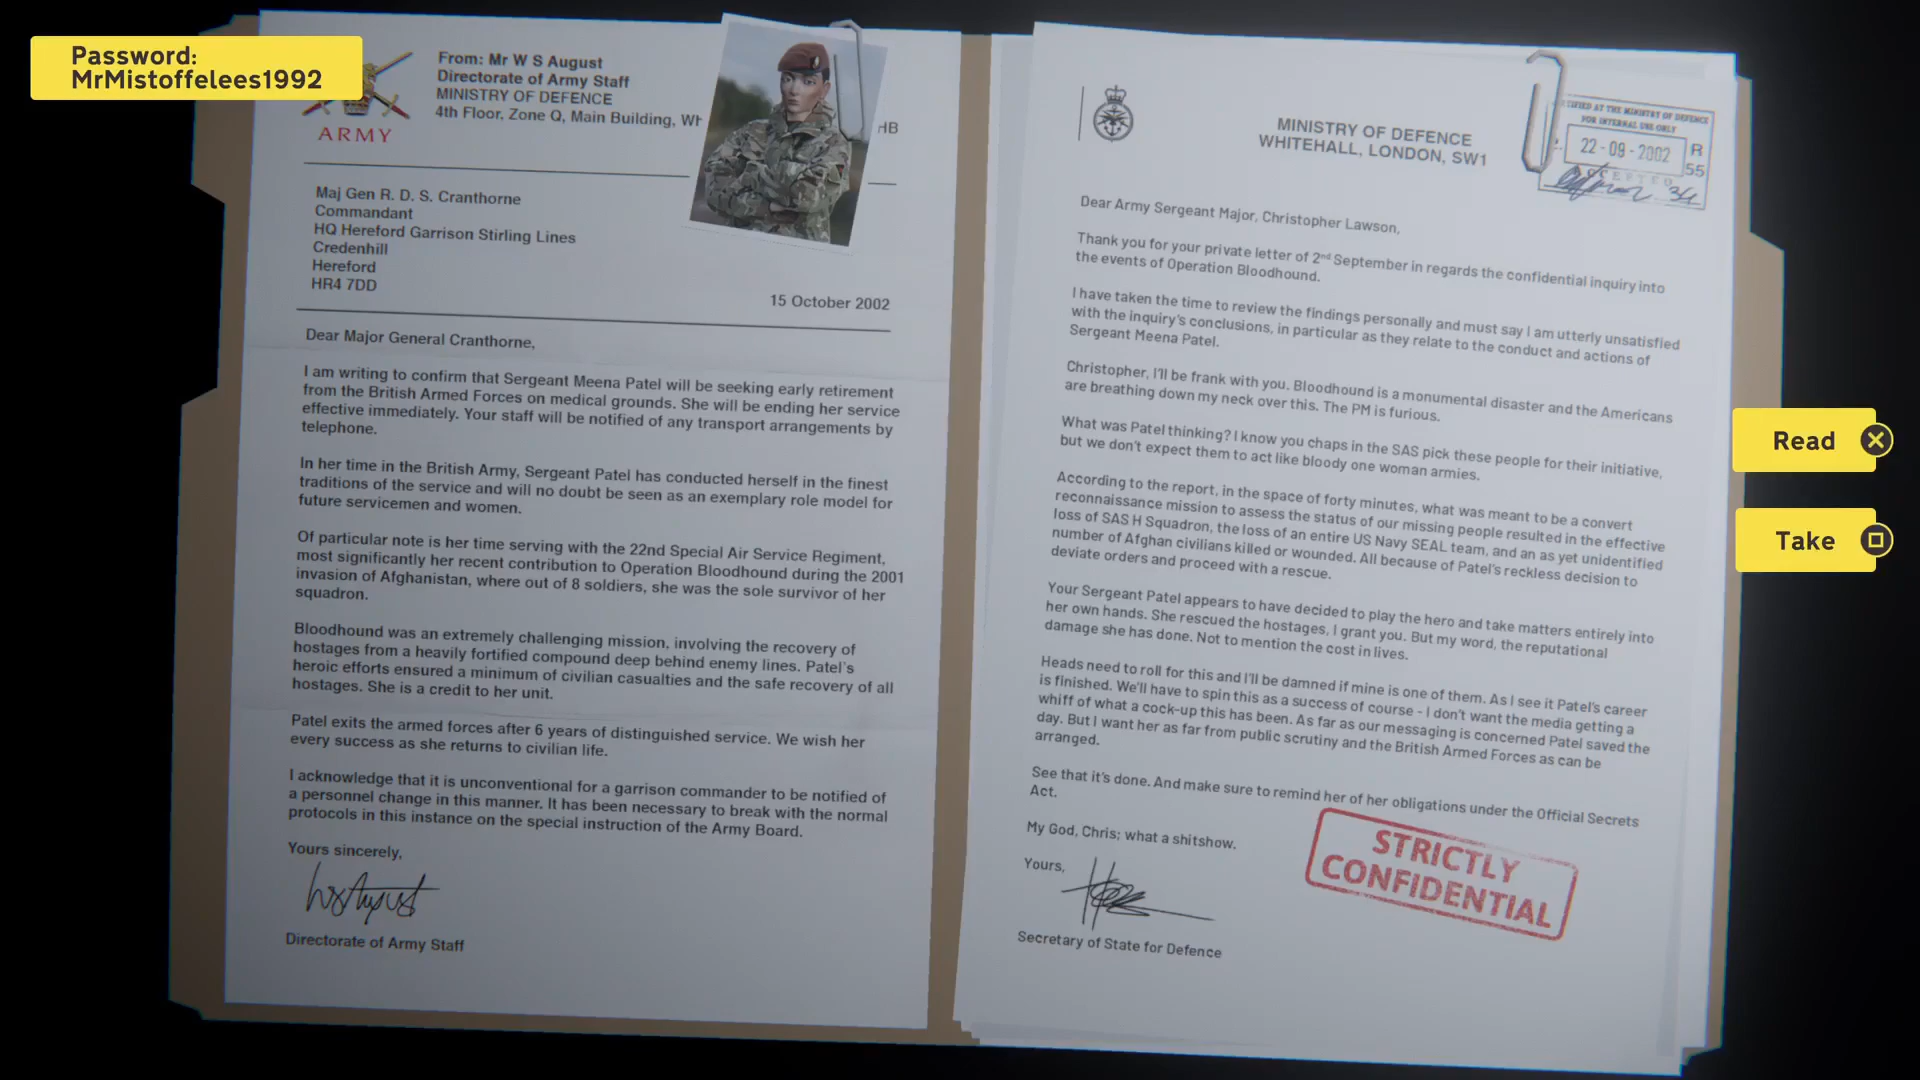 Password:
MrMistoffelees1992
ARMY
From: Mr W S August
Directorate of Army Staff
MINISTRY OF DEFENCE
4th Floor, Zone Q, Main Building, Wh
HB
Maj Gen R. D. S. Cranthorne
Commandant
HQ Hereford Garrison Stirling Lines
Credenhill
Hereford
HR4 7DD
15 October 2002
Dear Major General Cranthorne,
I am writing to confirm that Sergeant Meena Patel will be seeking early retirement
from the British Armed Forces on medical grounds. She will be ending her service
effective immediately. Your staff will be notified of any transport arrangements by
telephone.
In her time in the British Army, Sergeant Patel has conducted herself in the finest
traditions of the service and will no doubt be seen as an exemplary role model for
future servicemen and women.
Of particular note is her time serving with the 22nd Special Air Service Regiment,
most significantly her recent contribution to Operation Bloodhound during the 2001
invasion of Afghanistan, where out of 8 soldiers, she was the sole survivor of her
squadron.
Bloodhound was an extremely challenging mission, involving the recovery of
hostages from a heavily fortified compound deep behind enemy lines. Patel's
heroic efforts ensured a minimum of civilian casualties and the safe recovery of all
hostages. She is a credit to her unit.
Patel exits the armed forces after 6 years of distinguished service. We wish her
every success as she returns to civilian life.
I acknowledge that it is unconventional for a garrison commander to be notified of
a personnel change in this manner. It has been necessary to break with the normal
protocols in this instance on the special instruction of the Army Board.
Yours sincerely,
WSAugust
Directorate of Army Staff
MINISTRY OF DEFENCE
WHITEHALL, LONDON, SW1
AT THE MINISTRY OF DEFENCE
FOR INTERNAL USE ONLY
22-09-2002
R
55
ACCEPTED
34
Dear Army Sergeant Major, Christopher Lawson,
Thank you for your private letter of 2nd September in regards the confidential inquiry into
the events of Operation Bloodhound.
I have taken the time to review the findings personally and must say I am utterly unsatisfied
with the inquiry's conclusions, in particular as they relate to the conduct and actions of
Sergeant Meena Patel.
Christopher, I'll be frank with you. Bloodhound is a monumental disaster and the Americans
are breathing down my neck over this. The PM is furious.
What was Patel thinking? I know you chaps in the SAS pick these people for their initiative,
but we don't expect them to act like bloody one woman armies.
According to the report, in the space of forty minutes, what was meant to be a convert
reconnaissance mission to assess the status of our missing people resulted in the effective
loss of SAS H Squadron, the loss of an entire US Navy SEAL team, and an as yet unidentified
number of Afghan civilians killed or wounded. All because of Patel's reckless decision to
deviate orders and proceed with a rescue.
Your Sergeant Patel appears to have decided to play the hero and take matters entirely into
her own hands. She rescued the hostages, I grant you. But my word, the reputational
damage she has done. Not to mention the cost in lives.
Heads need to roll for this and I'll be damned if mine is one of them. As I see it Patel's career
is finished. We'll have to spin this as a success of course - I don't want the media getting a
whiff of what a cock-up this has been. As far as our messaging is concerned Patel saved the
day. But I want her as far from public scrutiny and the British Armed Forces as can be
arranged.
See that it's done. And make sure to remind her of her obligations under the Official Secrets
Act.
My God, Chris; what a shitshow.
Yours,
Secretary of State for Defence
STRICTLY
CONFIDENTIAL
Read
Take